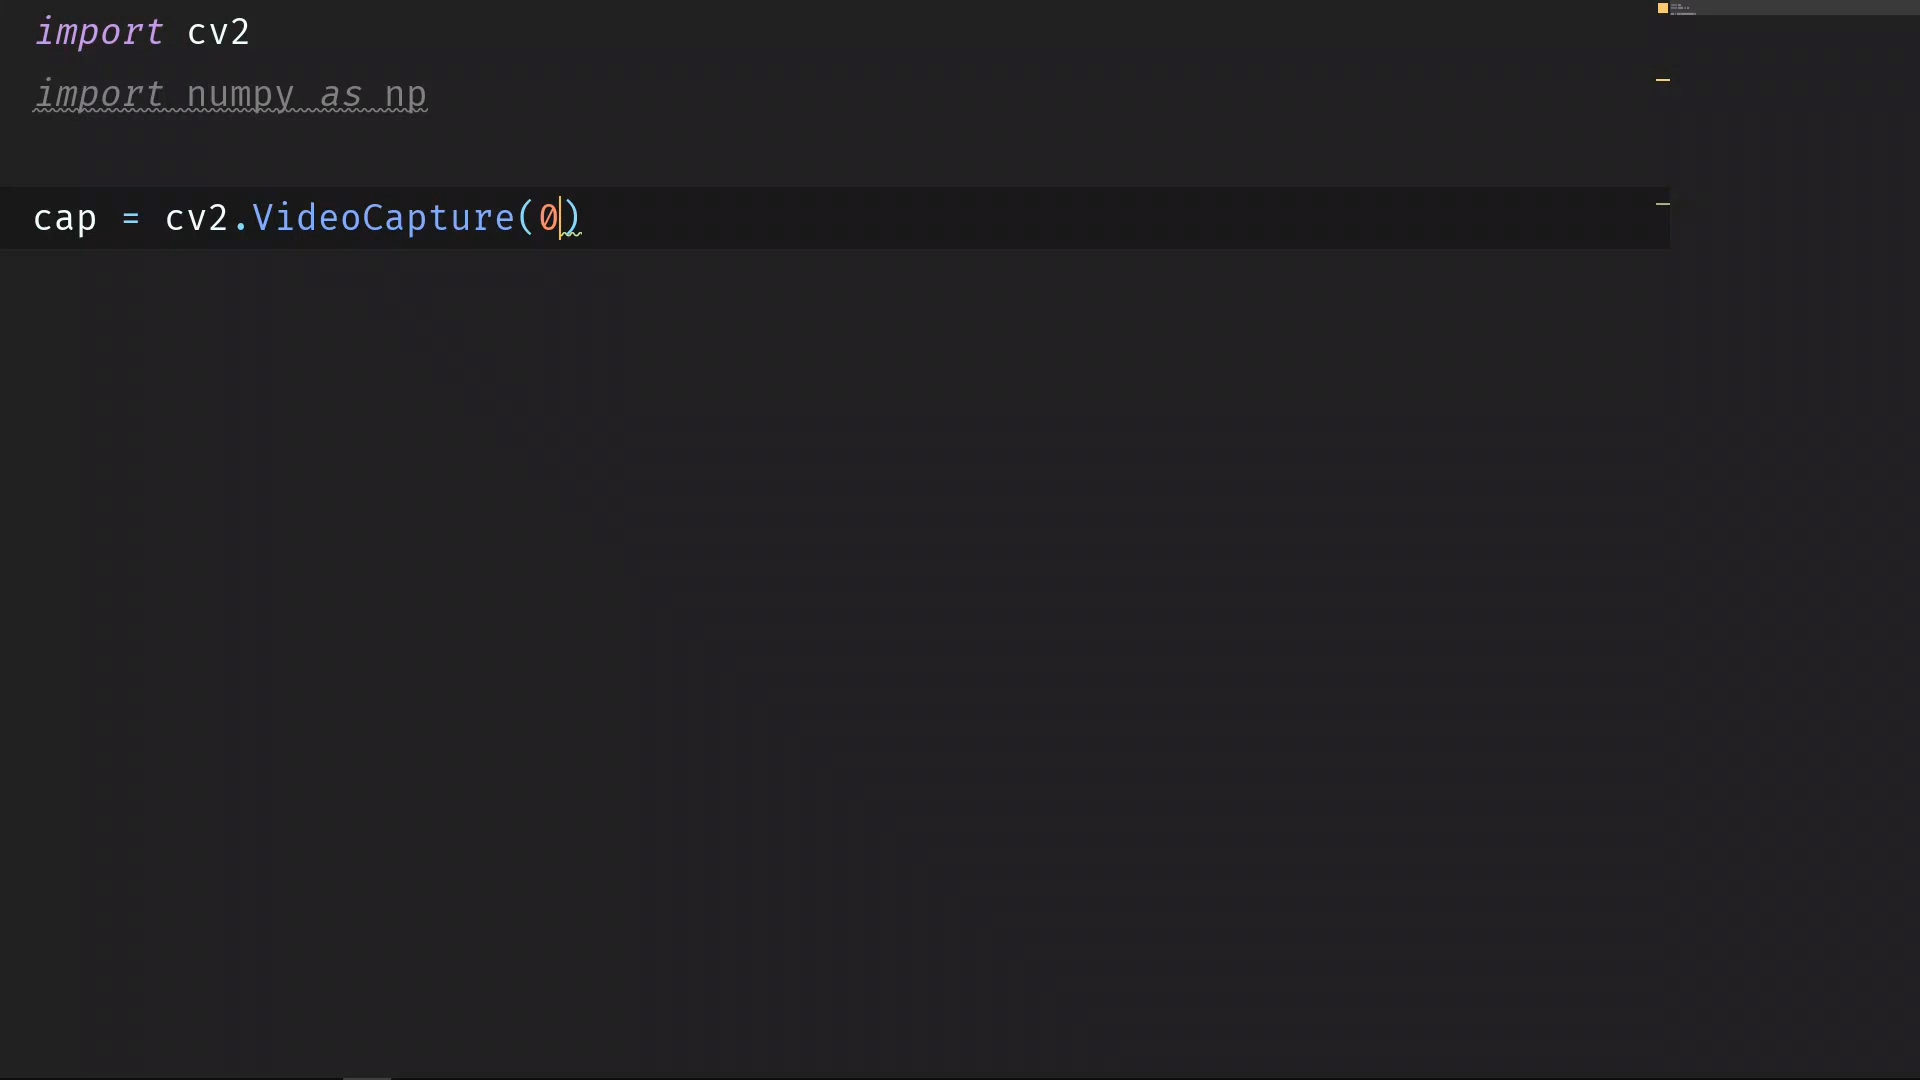 import cv2
import numpy as np
cap = cv2.VideoCapture(0)